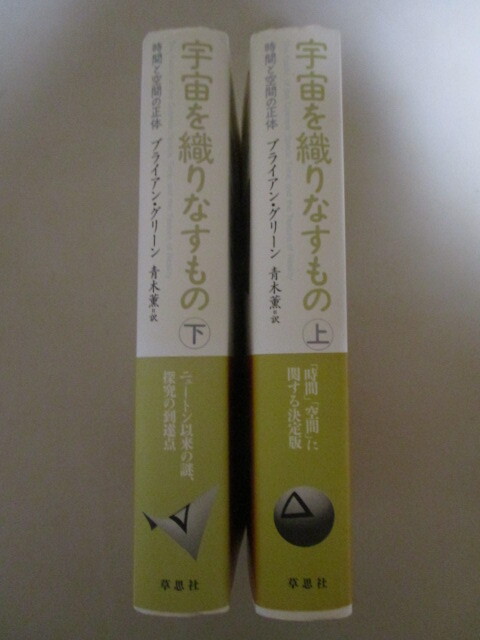 宇宙を織りなすもの 上
時間と空間の正体
ブライアン・グリーン 青木薫=訳
「時間」「空間」に
関する決定版
草思社
宇宙を織りなすもの 下
時間と空間の正体
ブライアン・グリーン 青木薫=訳
ニュートン以来の謎、
探究の到達点
草思社